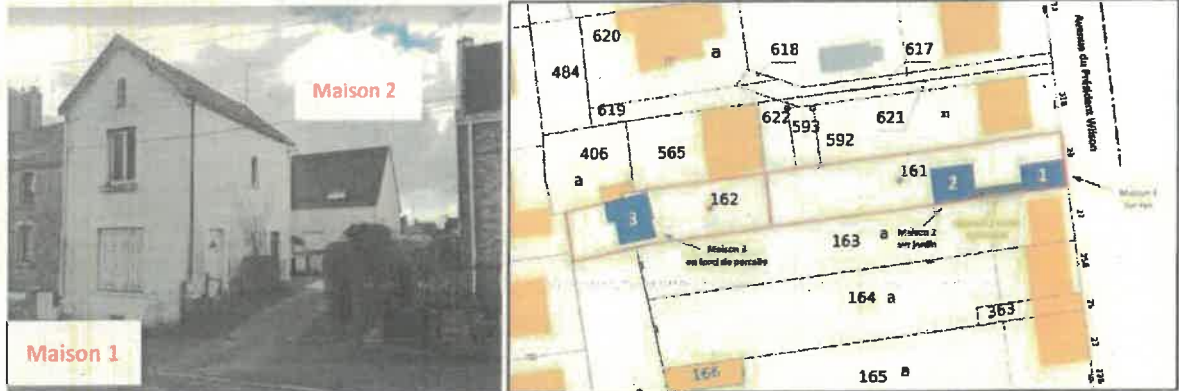 Maison 2
Maison 1
620
a
618
617
484
619
622
593
592
621
406
565
a
161
2
1
162
3
Maison 2
sur jardin
Maison 3
en fond de parcelle
163 a
164 a
363
166
165 a
Avenue du Président Wilson
Maison 1
sur rue